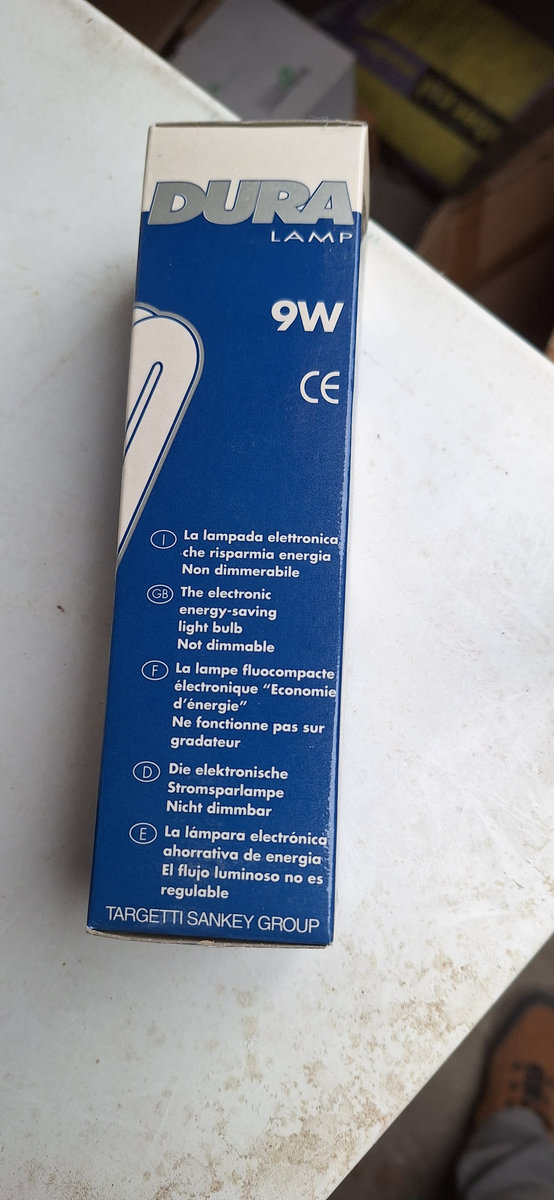 DURA
LAMP
9W
CE
I La lampada elettronica
che risparmia energia
Non dimmerabile
GB The electronic
energy-saving
light bulb
Not dimmable
F La lampe fluocompacte
électronique “Economie
d’énergie”
Ne fonctionne pas sur
gradateur
D Die elektronische
Stromsparlampe
Nicht dimmbar
E La lámpara electrónica
ahorrativa de energia
El flujo luminoso no es
regulable
TARGETTI SANKEY GROUP